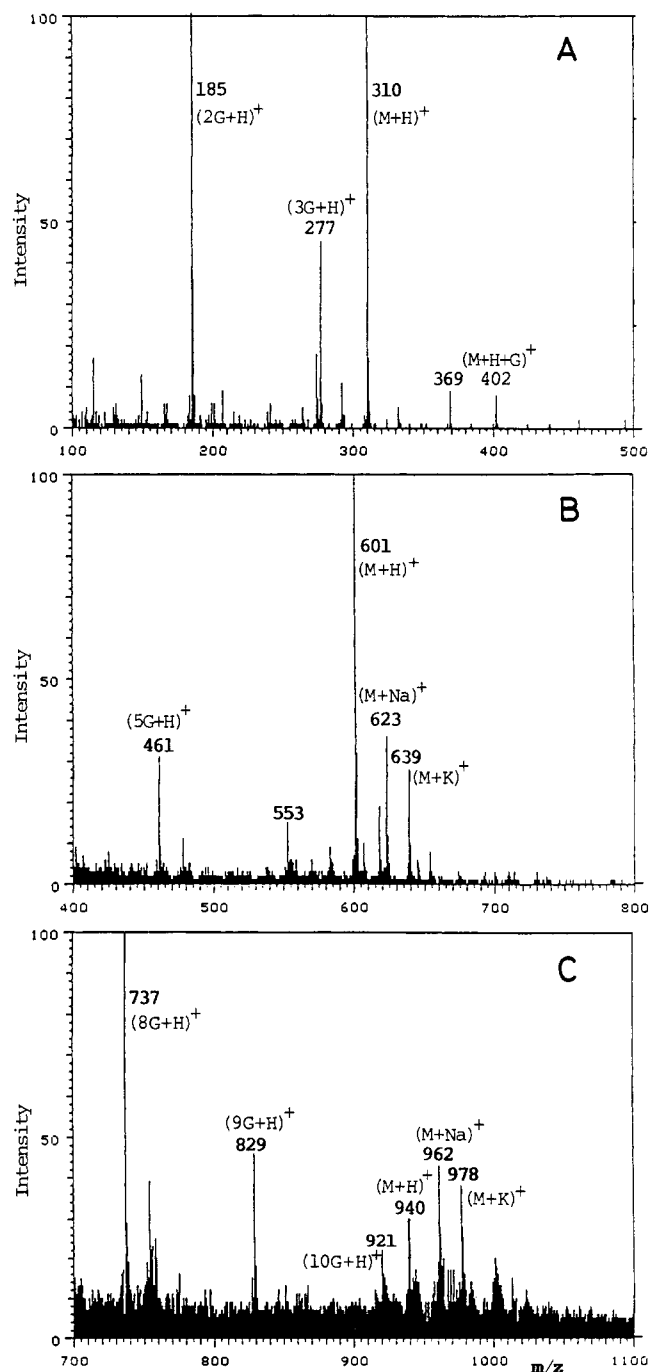 100
A
185
(2G+H)+
310
(M+H)+
(3G+H)+
277
50
Intensity
(M+H+G)+
369
402
0
100
200
300
400
500
100
B
601
(M+H)+
(M+Na)+
623
(5G+H)+
461
639
(M+K)+
50
Intensity
553
0
400
500
600
700
800
100
C
737
(8G+H)+
(9G+H)+
829
(M+Na)+
962
978
(M+K)+
(M+H)+
940
921
(10G+H)+
50
Intensity
0
700
800
900
1000
1100
m/z